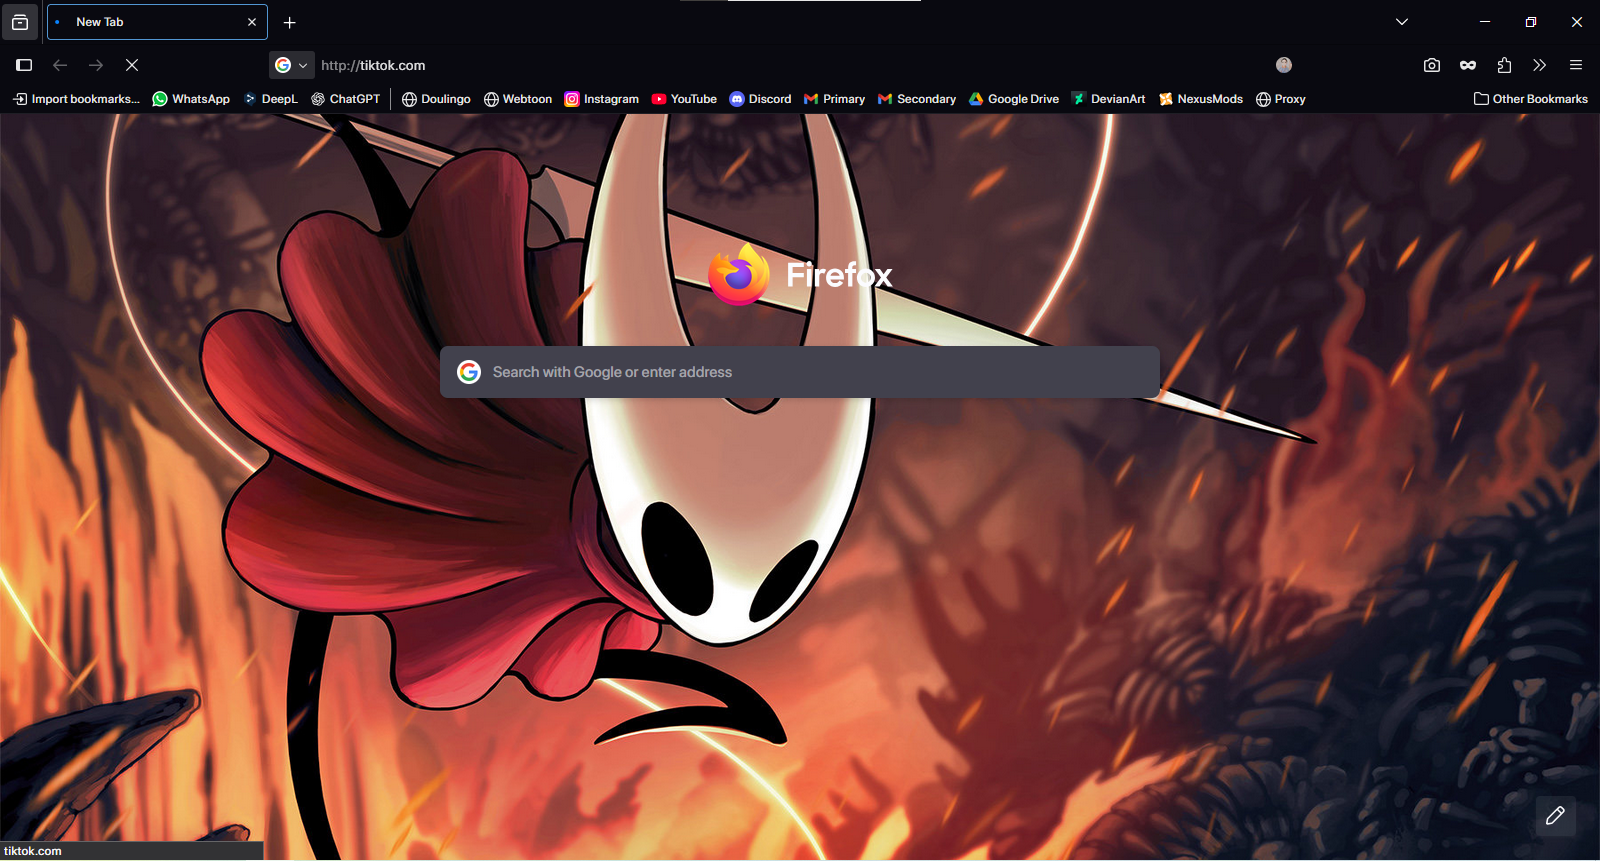 New Tab
http://tiktok.com
Import bookmarks... WhatsApp DeepL ChatGPT Doulingo Webtoon Instagram YouTube Discord Primary Secondary Google Drive DevianArt NexusMods Proxy Other Bookmarks
Firefox
Search with Google or enter address
tiktok.com